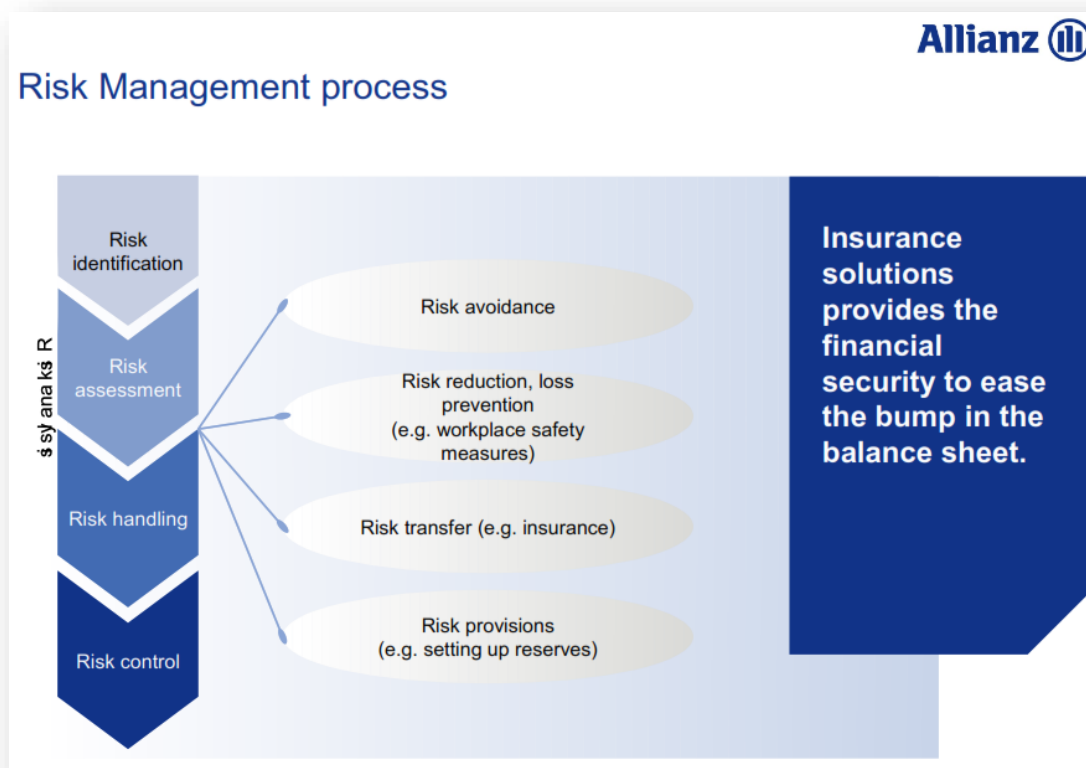 Allianz
Risk Management process
Risk
identification
Risk
assessment
Risk handling
Risk control
Risk avoidance
Risk reduction, loss
prevention
(e.g. workplace safety
measures)
Risk transfer (e.g. insurance)
Risk provisions
(e.g. setting up reserves)
Insurance
solutions
provides the
financial
security to ease
the bump in the
balance sheet.